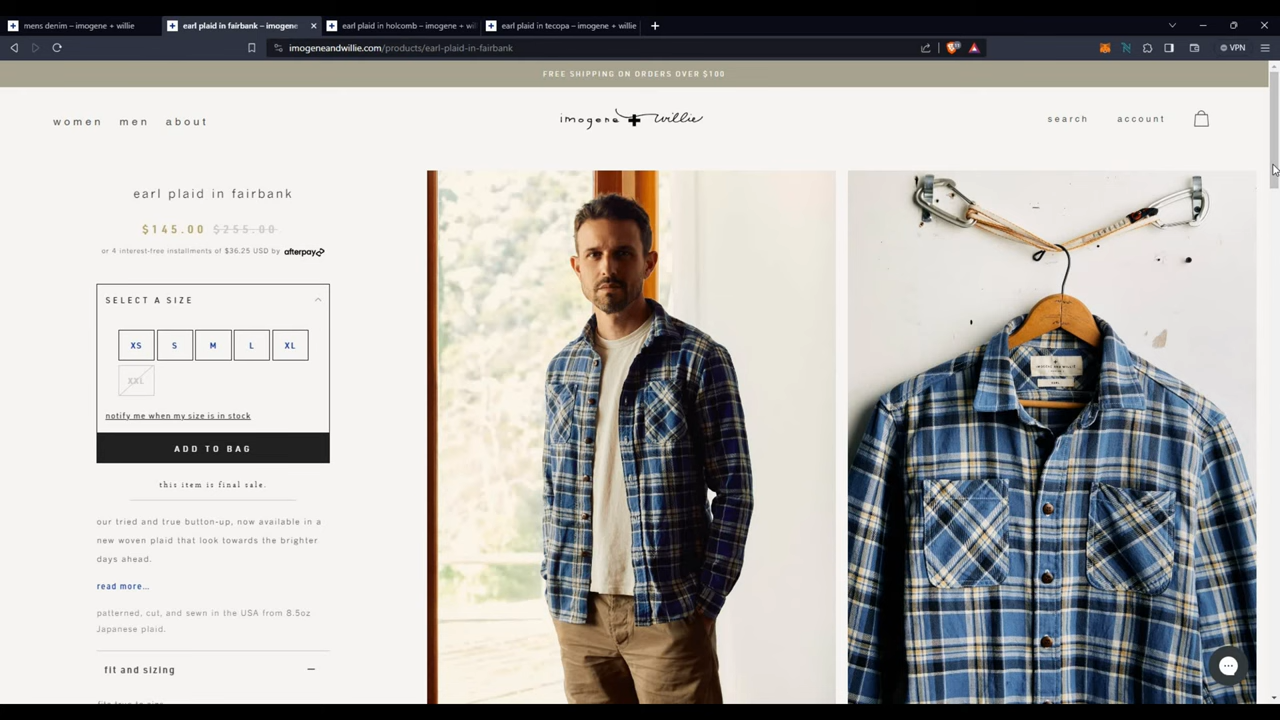 mens denim – imogene + willie
earl plaid in fairbank – imogene
earl plaid in holcomb – imogene + wil
earl plaid in tecopa – imogene + willie
imogeneandwillie.com/products/earl-plaid-in-fairbank
VPN
FREE SHIPPING ON ORDERS OVER $100
women men about
imogene + willie
search account
earl plaid in fairbank
$145.00 $255.00
or 4 interest-free installments of $36.25 USD by afterpay
SELECT A SIZE
XS S M L XL
XXL
notify me when my size is in stock
ADD TO BAG
this item is final sale.
our tried and true button-up, now available in a
new woven plaid that look towards the brighter
days ahead.
read more...
patterned, cut, and sewn in the USA from 8.5oz
Japanese plaid.
fit and sizing
fits true to size